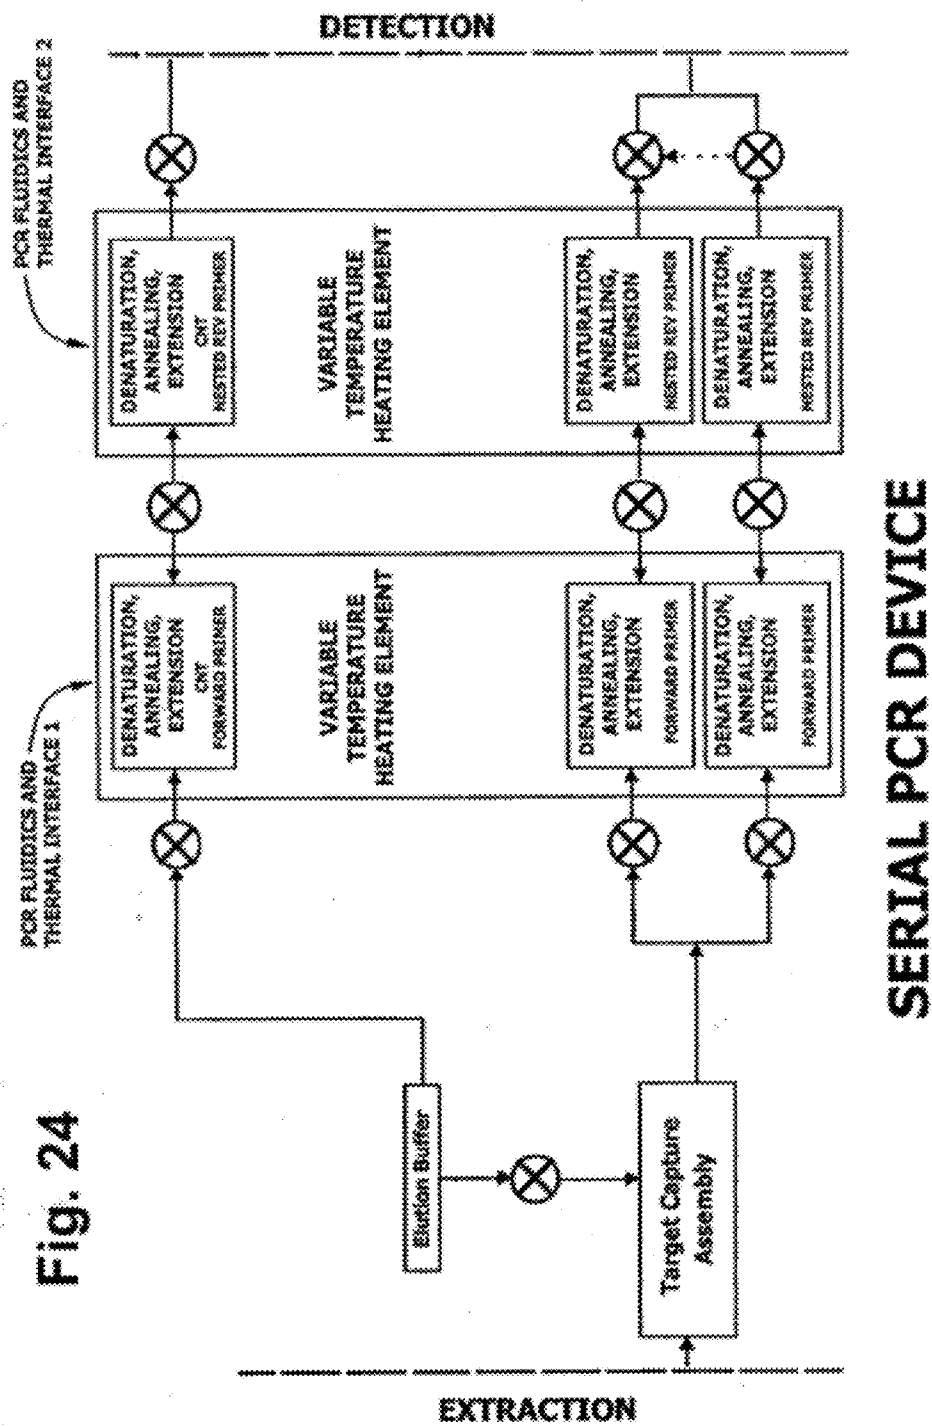 Fig. 24
EXTRACTION
Target Capture
Assembly
Elution Buffer
PCR FLUIDICS AND
THERMAL INTERFACE 1
DENATURATION,
ANNEALING,
EXTENSION
CNT
FORWARD PRIMER
VARIABLE
TEMPERATURE
HEATING ELEMENT
DENATURATION,
ANNEALING,
EXTENSION
FORWARD PRIMER
DENATURATION,
ANNEALING,
EXTENSION
FORWARD PRIMER
PCR FLUIDICS AND
THERMAL INTERFACE 2
DENATURATION,
ANNEALING,
EXTENSION
CNT
NESTED REV PRIMER
VARIABLE
TEMPERATURE
HEATING ELEMENT
DENATURATION,
ANNEALING,
EXTENSION
NESTED REV PRIMER
DENATURATION,
ANNEALING,
EXTENSION
NESTED REV PRIMER
DETECTION
SERIAL PCR DEVICE